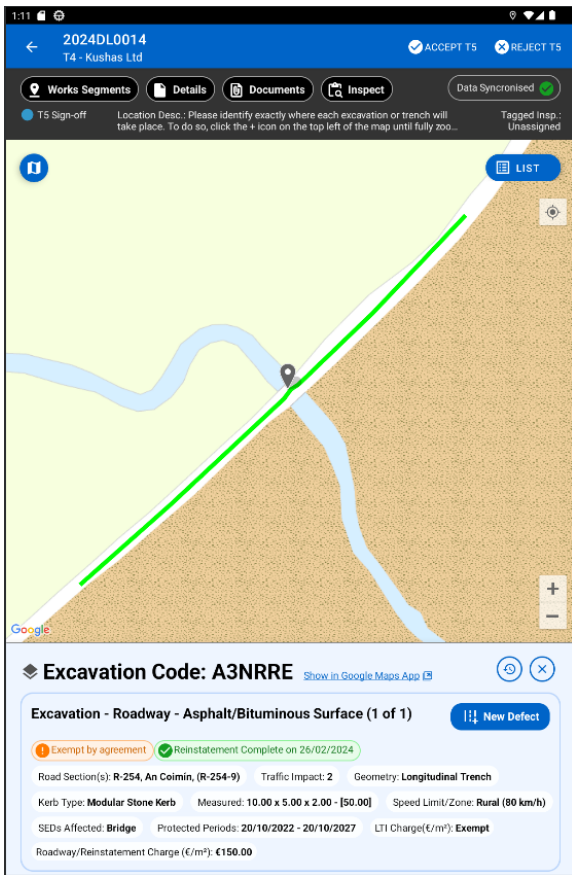 1:11
2024DL0014
T4 - Kushas Ltd
ACCEPT T5
REJECT T5
Works Segments
Details
Documents
Inspect
Data Syncronised
T5 Sign-off
Location Desc.: Please identify exactly where each excavation or trench will
take place. To do so, click the + icon on the top left of the map until fully zoo...
Tagged Insp.:
Unassigned
LIST
+
−
Google
Excavation Code: A3NRRE
Show in Google Maps App
Excavation - Roadway - Asphalt/Bituminous Surface (1 of 1)
New Defect
Exempt by agreement
Reinstatement Complete on 26/02/2024
Road Section(s): R-254, An Coimin, (R-254-9)
Traffic Impact: 2
Geometry: Longitudinal Trench
Kerb Type: Modular Stone Kerb
Measured: 10.00 x 5.00 x 2.00 - [50.00]
Speed Limit/Zone: Rural (80 km/h)
SEDs Affected: Bridge
Protected Periods: 20/10/2022 - 20/10/2027
LTI Charge(€/m²): Exempt
Roadway/Reinstatement Charge (€/m²): €150.00